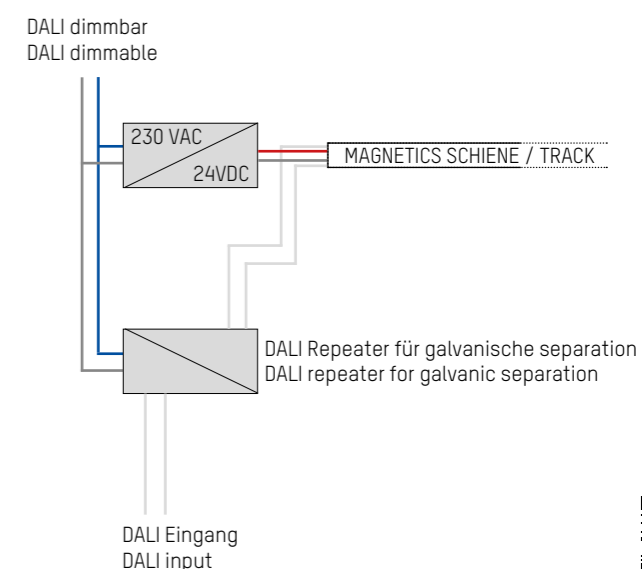 DALI dimmbar
DALI dimmable
230 VAC
24VDC
MAGNETICS SCHIENE / TRACK
DALI Repeater für galvanische separation
DALI repeater for galvanic separation
DALI Eingang
DALI input